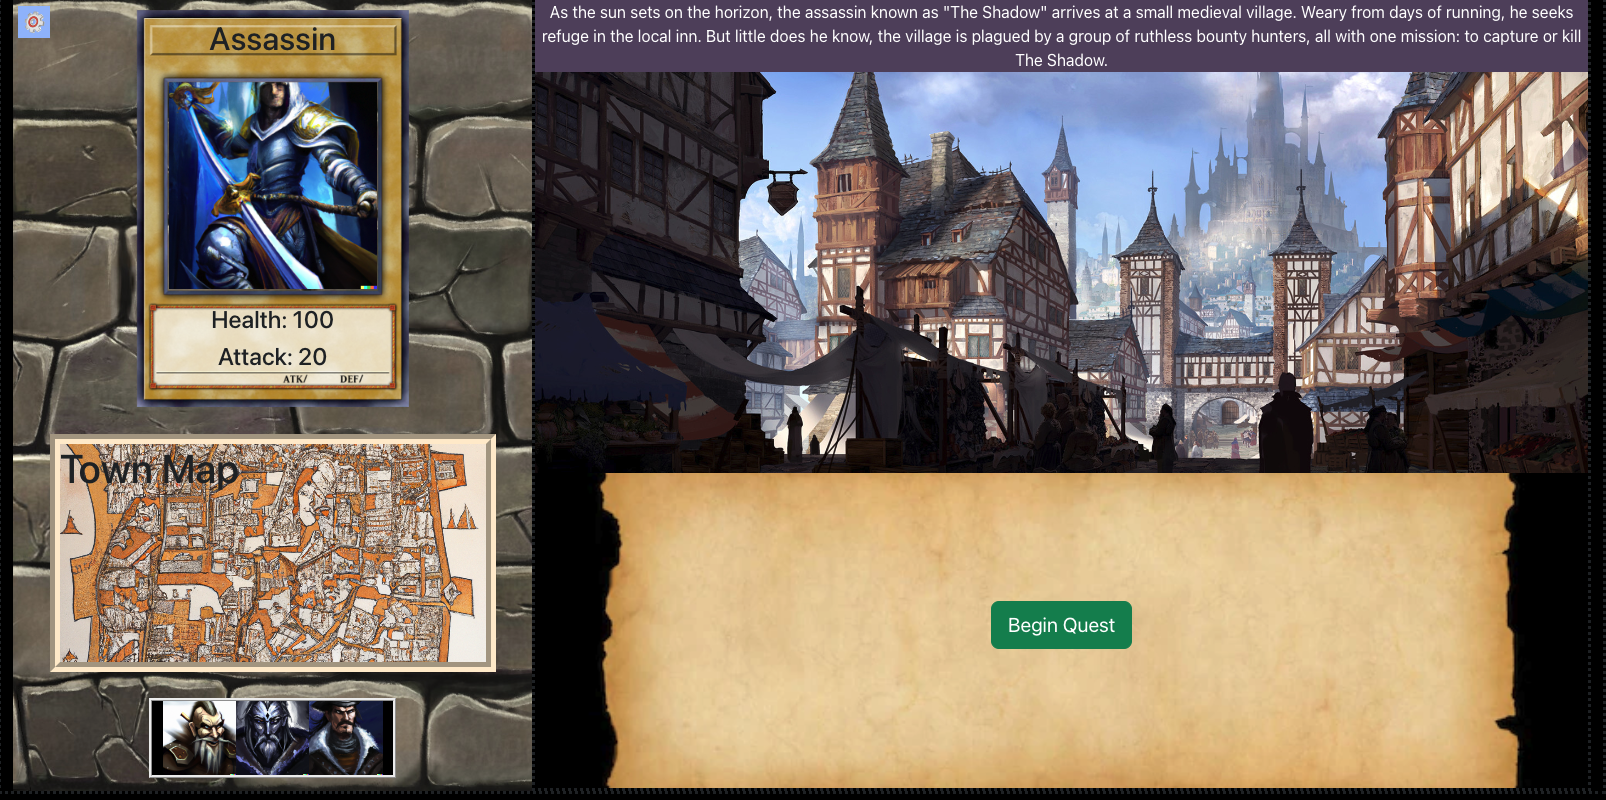 Assassin
Health: 100
Attack: 20
ATK/ DEF/
Town Map
As the sun sets on the horizon, the assassin known as "The Shadow" arrives at a small medieval village. Weary from days of running, he seeks
refuge in the local inn. But little does he know, the village is plagued by a group of ruthless bounty hunters, all with one mission: to capture or kill
The Shadow.
Begin Quest